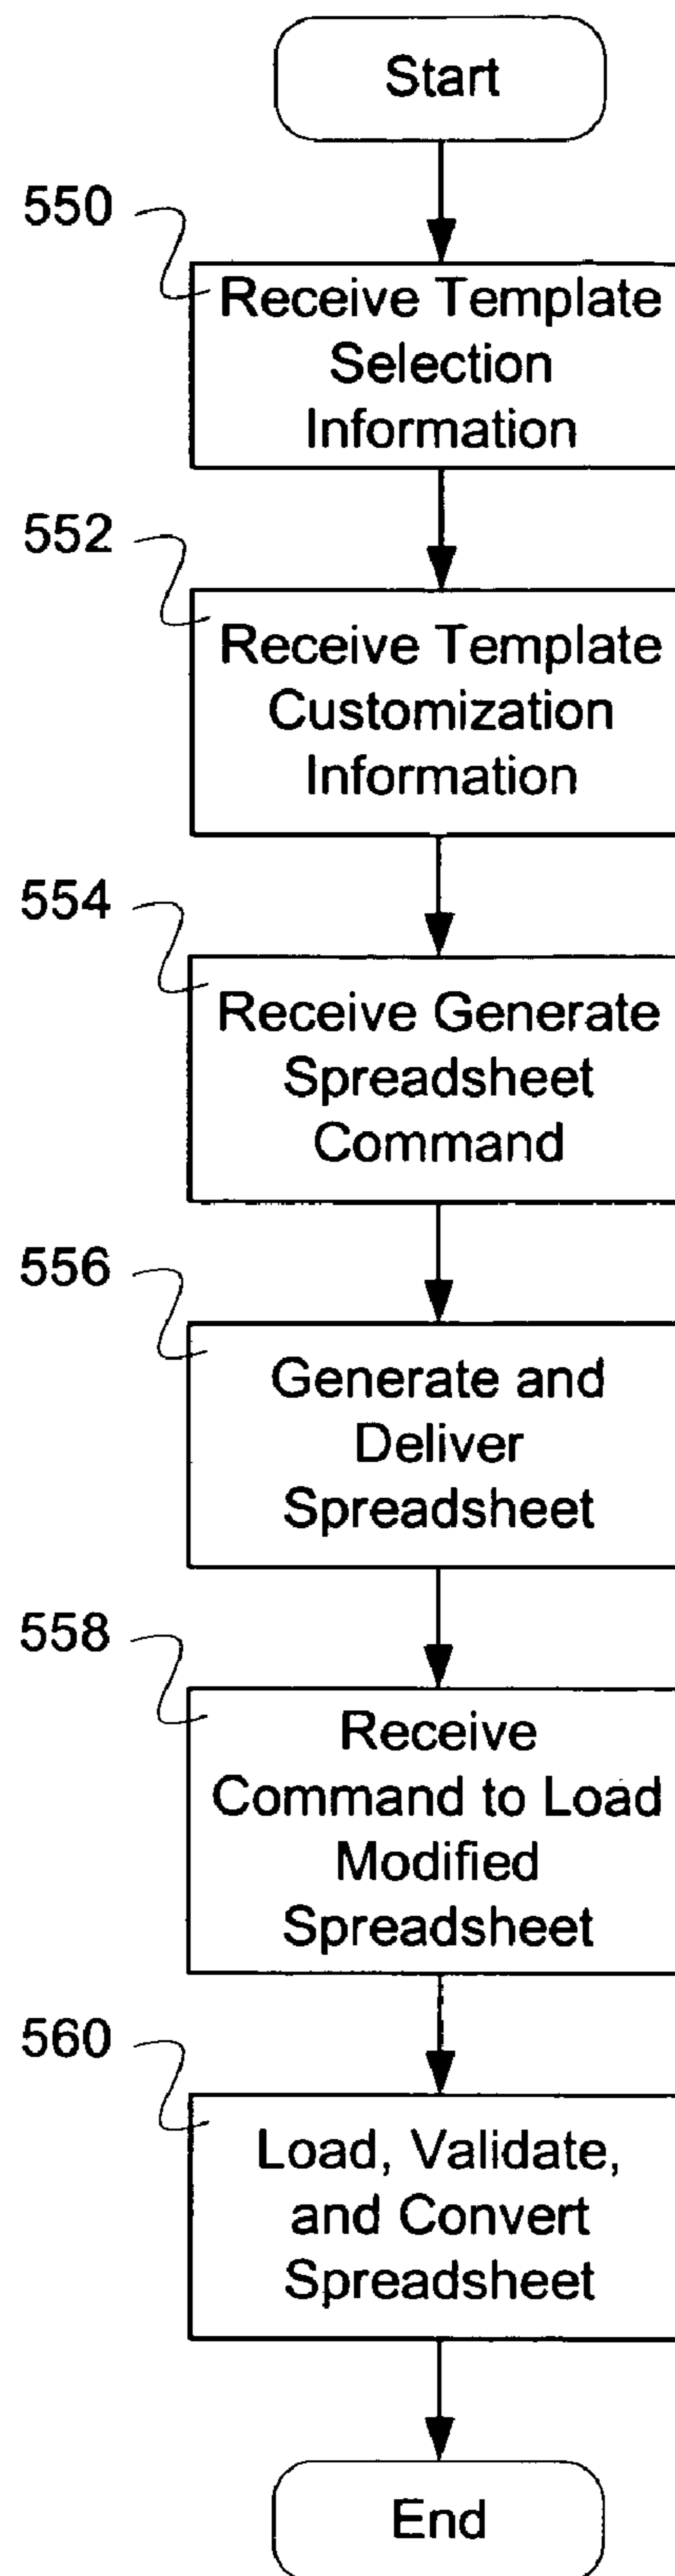 Start
550
Receive Template
Selection
Information
552
Receive Template
Customization
Information
554
Receive Generate
Spreadsheet
Command
556
Generate and
Deliver
Spreadsheet
558
Receive
Command to Load
Modified
Spreadsheet
560
Load, Validate,
and Convert
Spreadsheet
End